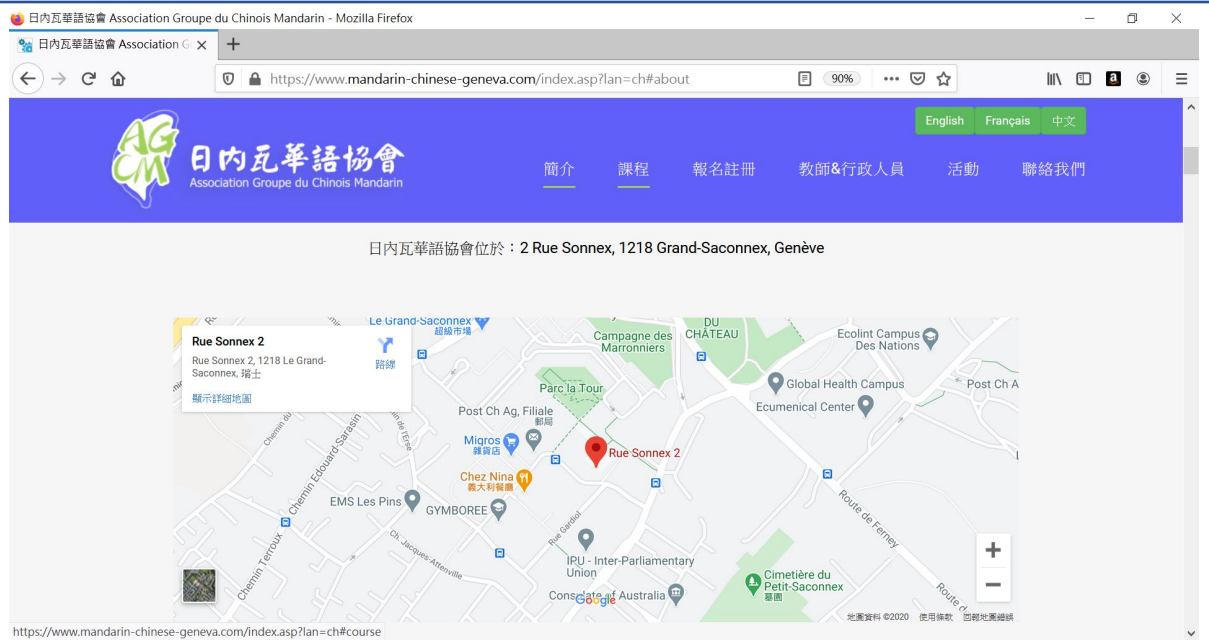 日內瓦華語協會 Association Groupe du Chinois Mandarin - Mozilla Firefox
日內瓦華語協會 Association G
https://www.mandarin-chinese-geneva.com/index.asp?lan=ch#about
90%
English Français 中文
AGCM
日內瓦華語協會
Association Groupe du Chinois Mandarin
簡介 課程 報名註冊 教師&行政人員 活動 聯絡我們
日內瓦華語協會位於：2 Rue Sonnex, 1218 Grand-Saconnex, Genève
Rue Sonnex 2
Rue Sonnex 2, 1218 Le Grand-
Saconnex, 瑞士
路線
顯示詳細地圖
Le Grand-Saconnex
超級市場
Campagne des
Marronniers
DU
CHÂTEAU
Ecolint Campus
Des Nations
Parc la Tour
Global Health Campus
Post Ch A
Ecumenical Center
Post Ch Ag, Filiale
郵局
Migros
雜貨店
Rue Sonnex 2
Chez Nina
義大利餐廳
Chemin Edouard-Sarasin
EMS Les Pins
GYMBOREE
Rue Gardiol
Route de Ferney
Ch. Jacques-Attenville
Chemin Terroux
IPU - Inter-Parliamentary
Union
Cimetière du
Petit-Saconnex
墓園
Consulate of Australia
Google
Route de
地圖資料 ©2020 使用條款 回報地圖錯誤
https://www.mandarin-chinese-geneva.com/index.asp?lan=ch#course